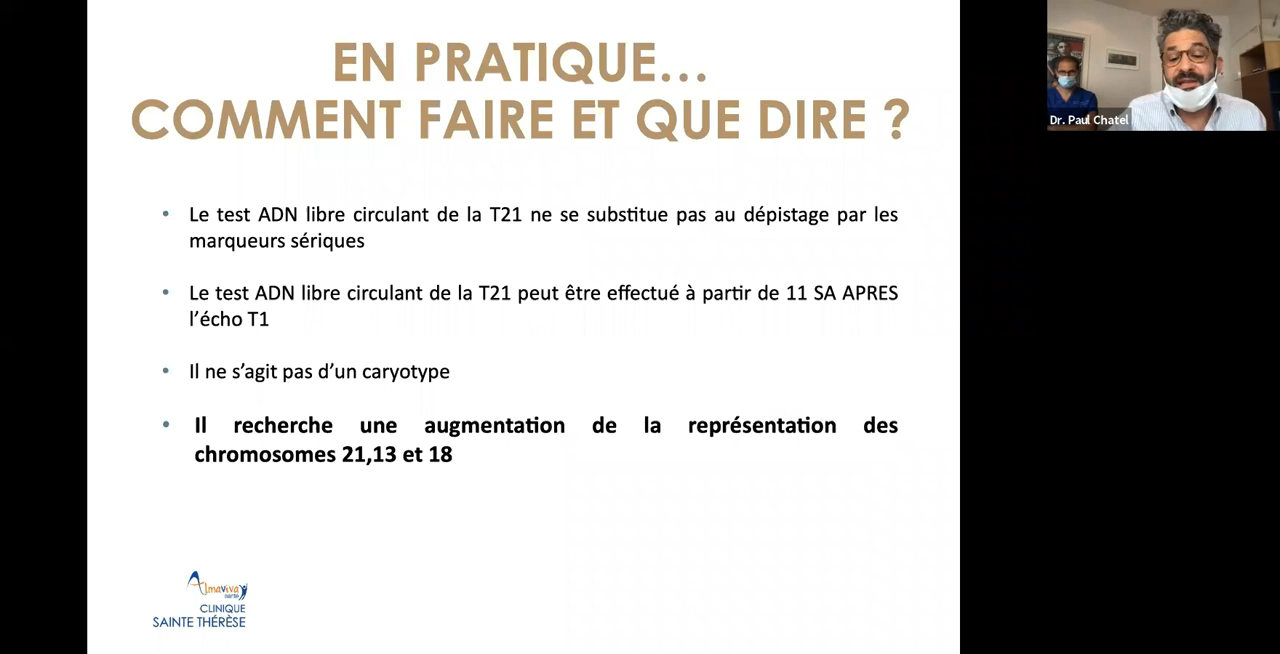 EN PRATIQUE...
COMMENT FAIRE ET QUE DIRE ?
Dr. Paul Chatel
• Le test ADN libre circulant de la T21 ne se substitue pas au dépistage par les
marqueurs sériques
• Le test ADN libre circulant de la T21 peut être effectué à partir de 11 SA APRES
l’écho T1
• Il ne s’agit pas d’un caryotype
• Il recherche une augmentation de la représentation des
chromosomes 21,13 et 18
Almaviva
santé
CLINIQUE
SAINTE THÉRÈSE